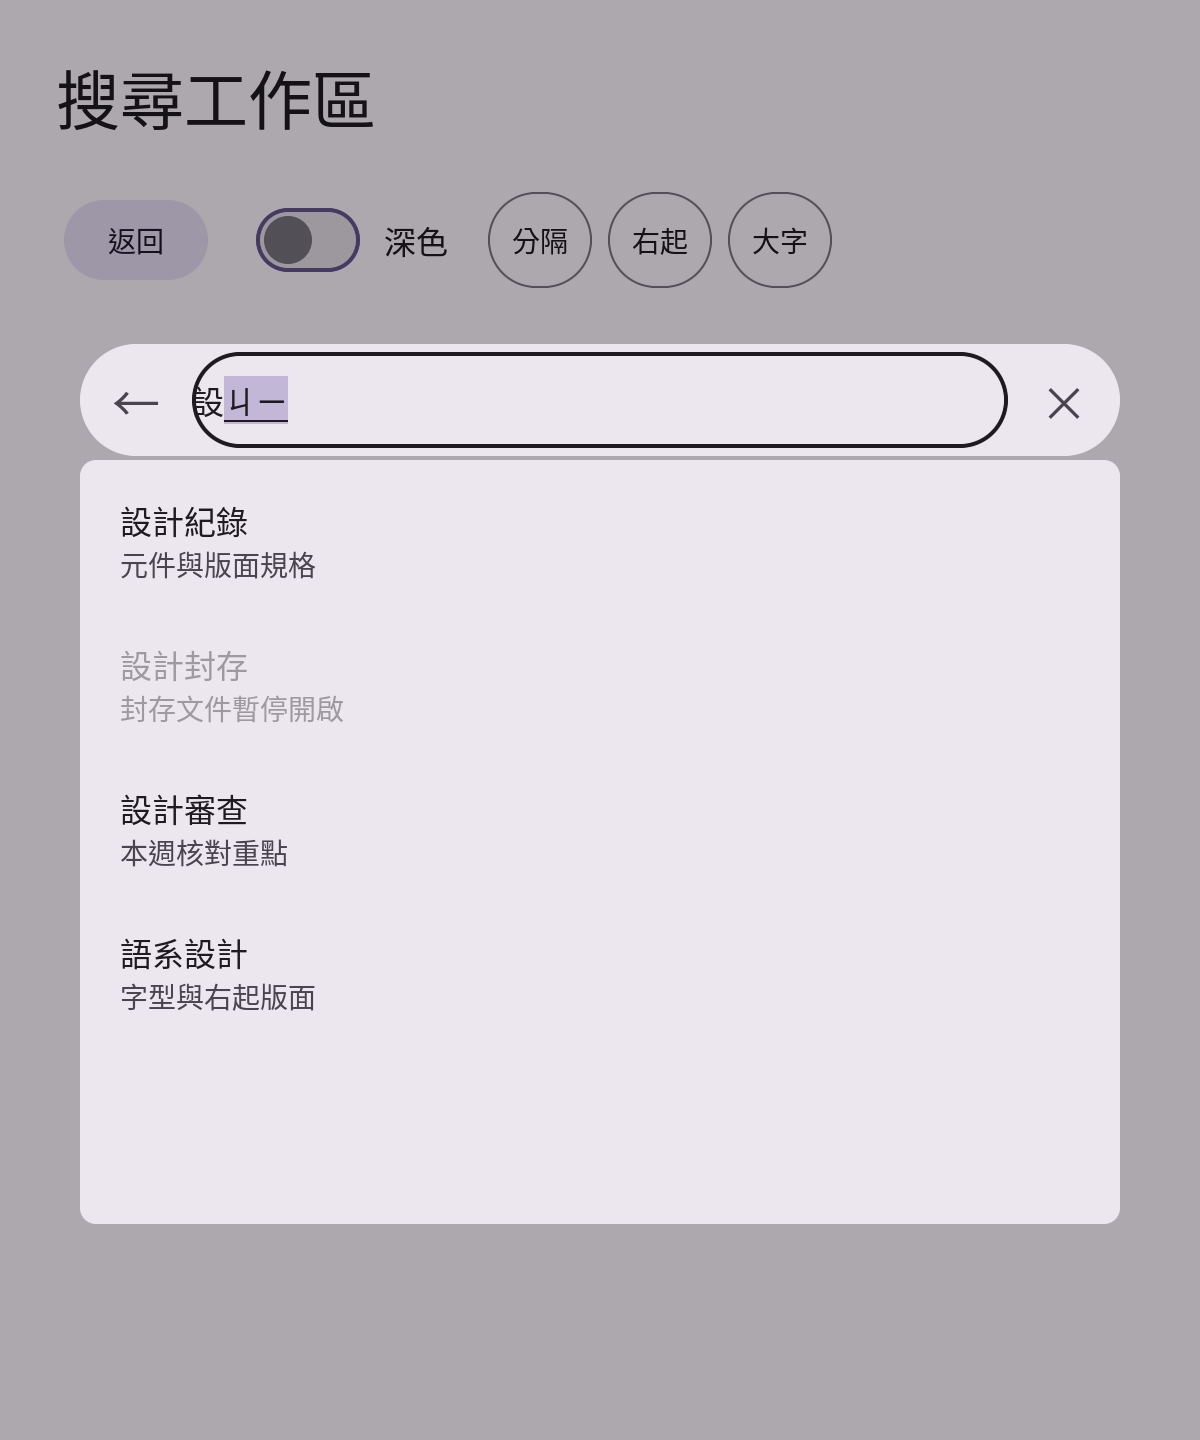 搜尋工作區
返回 深色 分隔 右起 大字
設ㄐㄧ
設計紀錄
元件與版面規格
設計封存
封存文件暫停開啟
設計審查
本週核對重點
語系設計
字型與右起版面